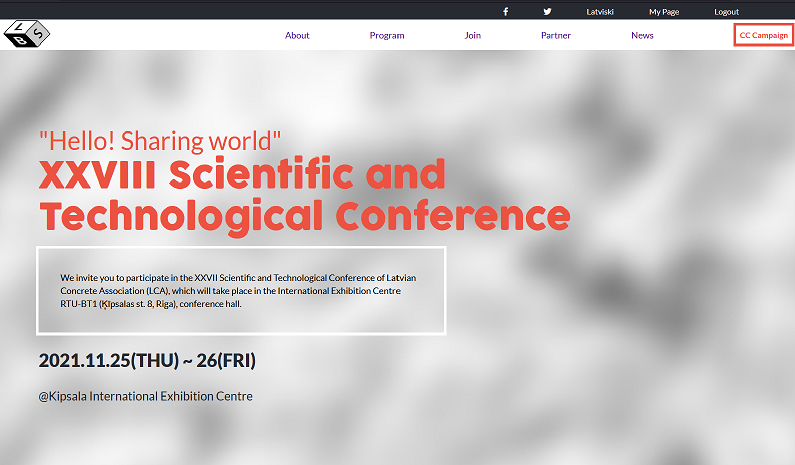 Latviski My Page Logout
L B S
About Program Join Partner News CC Campaign
"Hello! Sharing world"
XXVIII Scientific and
Technological Conference
We invite you to participate in the XXVII Scientific and Technological Conference of Latvian
Concrete Association (LCA), which will take place in the International Exhibition Centre
RTU-BT1 (Ķīpsalas st. 8, Riga), conference hall.
2021.11.25(THU) ~ 26(FRI)
@Kipsala International Exhibition Centre